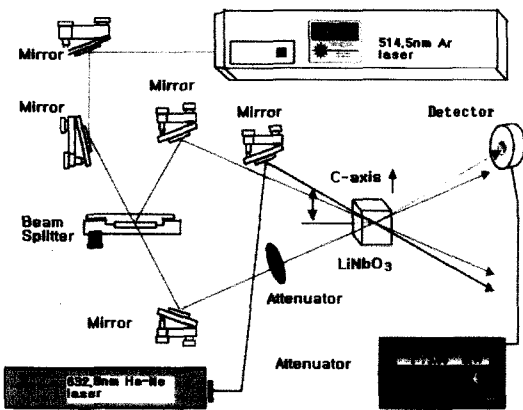 Mirror
514.5nm Ar
laser
Mirror
Mirror
Mirror
Detector
C-axis
Beam
Splitter
LiNbO3
Attenuator
Mirror
Attenuator
632.8nm He-Ne
laser